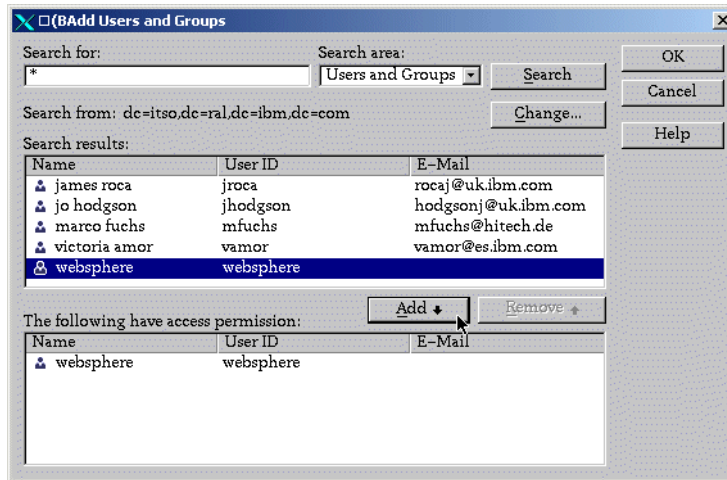 □(BAdd Users and Groups
Search for: Search area:
* Users and Groups Search
OK
Cancel
Help
Search from: dc=itso,dc=ral,dc=ibm,dc=com Change...
Search results:
Name User ID E-Mail
james roca jroca rocaj@uk.ibm.com
jo hodgson jhodgson hodgsonj@uk.ibm.com
marco fuchs mfuchs mfuchs@hitech.de
victoria amor vamor vamor@es.ibm.com
websphere websphere
Add Remove
The following have access permission:
Name User ID E-Mail
websphere websphere